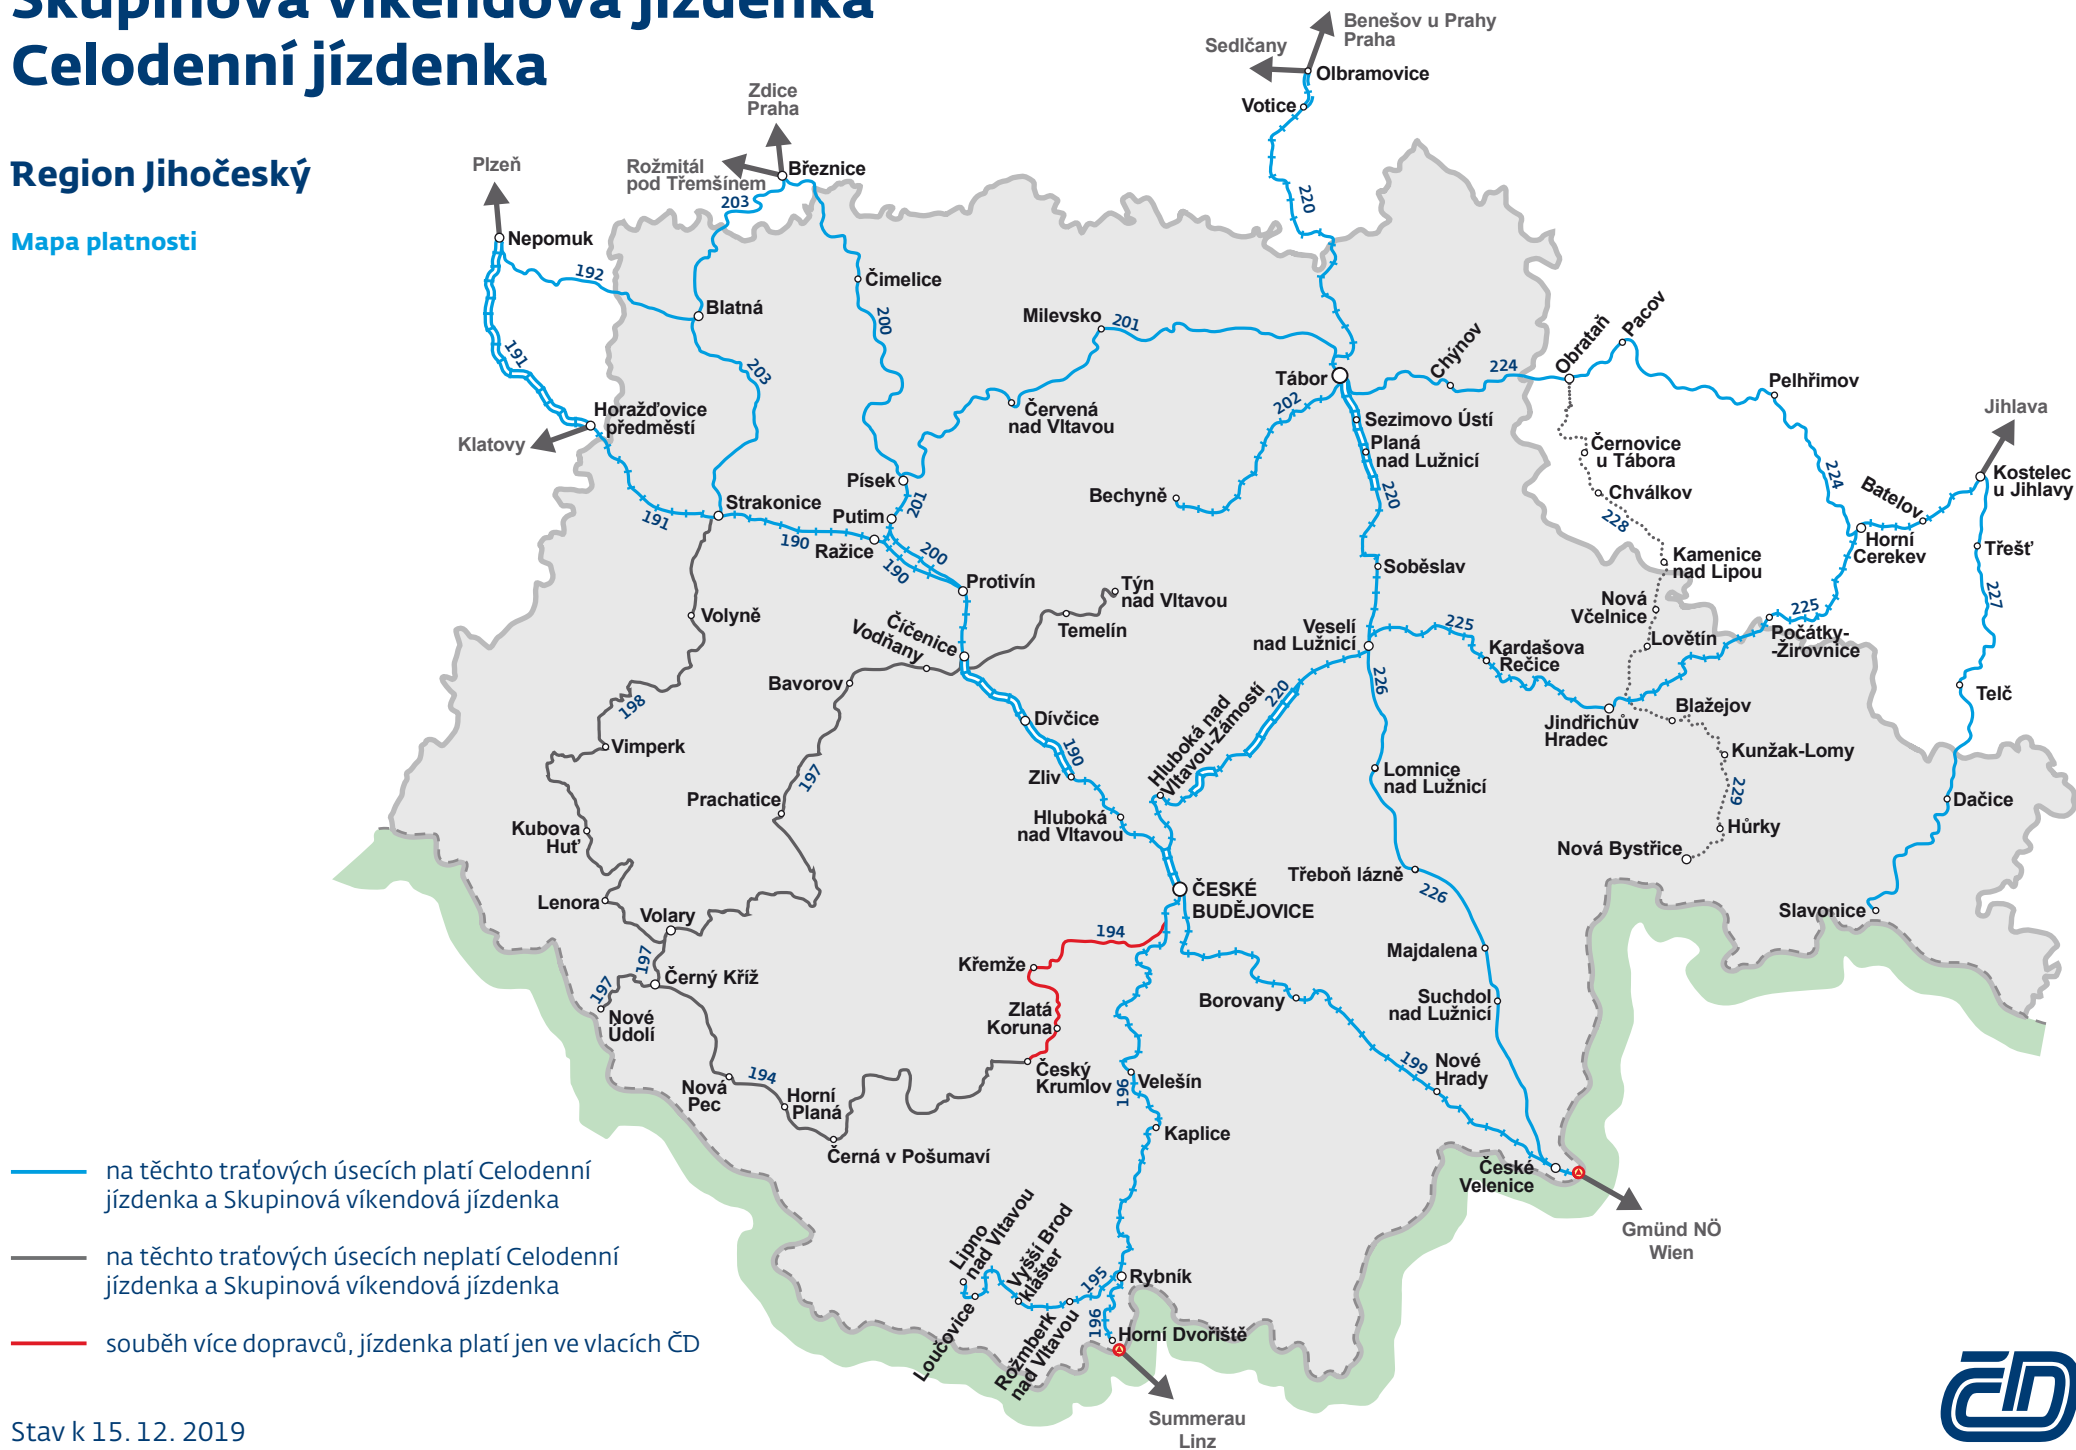 Skupinová víkendová jízdenka
Celodenní jízdenka
Region Jihočeský
Mapa platnosti
Benešov u Prahy
Praha
Sedlčany
Olbramovice
Votice
Zdice
Praha
Rožmitál
pod Třemšínem
Březnice
Plzeň
203
220
Nepomuk
192
Čimelice
Blatná
200
Milevsko
201
191
203
Chýnov
224
Obrataň
Pacov
Tábor
202
Pelhřimov
Horažďovice
předměstí
Klatovy
Červená
nad Vltavou
Sezimovo Ústí
Planá
nad Lužnicí
Černovice
u Tábora
Jihlava
Kostelec
u Jihlavy
Písek
201
Bechyně
220
Chválkov
228
224
Batelov
Strakonice
191
190
Putim
Ražice
200
190
Horní
Cerekev
Třešť
Protivín
Týn
nad Vltavou
Soběslav
Kamenice
nad Lipou
227
Volyně
Číčenice
Vodňany
Temelín
Veselí
nad Lužnicí
225
Nová
Včelnice
225
Lovětín
Počátky-
-Žirovnice
Kardašova
Řečice
Bavorov
198
226
220
Hluboká nad
Vltavou-Zámostí
Telč
Blažejov
Jindřichův
Hradec
Dívčice
190
Vimperk
Kunžak-Lomy
Zliv
197
Lomnice
nad Lužnicí
229
Prachatice
Dačice
Hluboká
nad Vltavou
Kubova
Huť
Hůrky
Nová Bystřice
Třeboň lázně
226
ČESKÉ
BUDĚJOVICE
Lenora
Volary
Slavonice
194
197
Křemže
Majdalena
Černý Kříž
197
Nové
Údolí
Borovany
Suchdol
nad Lužnicí
Zlatá
Koruna
Český
Krumlov
Nová
Pec
194
Horní
Planá
Velešín
196
199
Nové
Hrady
Kaplice
Černá v Pošumaví
České
Velenice
na těchto traťových úsecích platí Celodenní
jízdenka a Skupinová víkendová jízdenka
Gmünd NÖ
Wien
Lipno
nad Vltavou
Vyšší Brod
klášter
195
Rybník
na těchto traťových úsecích neplatí Celodenní
jízdenka a Skupinová víkendová jízdenka
Loučovice
Rožmberk
nad Vltavou
196
Horní Dvořiště
souběh více dopravců, jízdenka platí jen ve vlacích ČD
Summerau
Linz
Stav k 15. 12. 2019
ČD